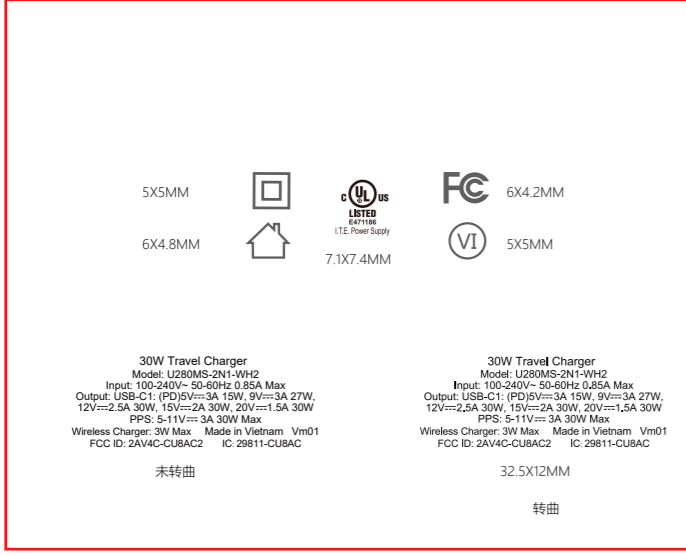 5X5MM
6X4.8MM
C UL US
LISTED
E471186
I.T.E. Power Supply
7.1X7.4MM
FC
6X4.2MM
VI
5X5MM
30W Travel Charger
Model: U280MS-2N1-WH2
Input: 100-240V~ 50-60Hz 0.85A Max
Output: USB-C1: (PD)5V⎓3A 15W, 9V⎓3A 27W,
12V⎓2.5A 30W, 15V⎓2A 30W, 20V⎓1.5A 30W
PPS: 5-11V⎓ 3A 30W Max
Wireless Charger: 3W Max Made in Vietnam Vm01
FCC ID: 2AV4C-CU8AC2 IC: 29811-CU8AC
未转曲
30W Travel Charger
Model: U280MS-2N1-WH2
Input: 100-240V~ 50-60Hz 0.85A Max
Output: USB-C1: (PD)5V⎓3A 15W, 9V⎓3A 27W,
12V⎓2.5A 30W, 15V⎓2A 30W, 20V⎓1.5A 30W
PPS: 5-11V⎓ 3A 30W Max
Wireless Charger: 3W Max Made in Vietnam Vm01
FCC ID: 2AV4C-CU8AC2 IC: 29811-CU8AC
32.5X12MM
转曲